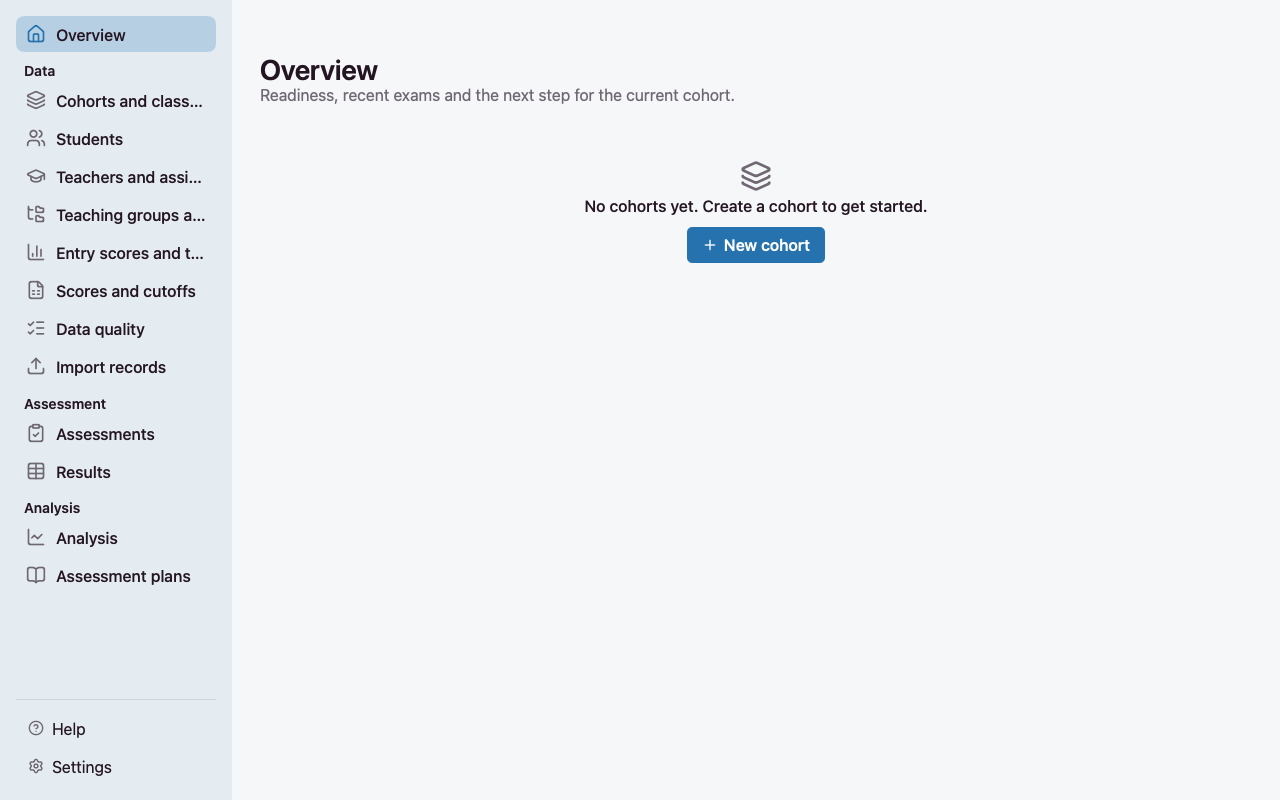 Overview
Data
Cohorts and class...
Students
Teachers and assi...
Teaching groups a...
Entry scores and t...
Scores and cutoffs
Data quality
Import records
Assessment
Assessments
Results
Analysis
Analysis
Assessment plans
Help
Settings
Overview
Readiness, recent exams and the next step for the current cohort.
No cohorts yet. Create a cohort to get started.
New cohort